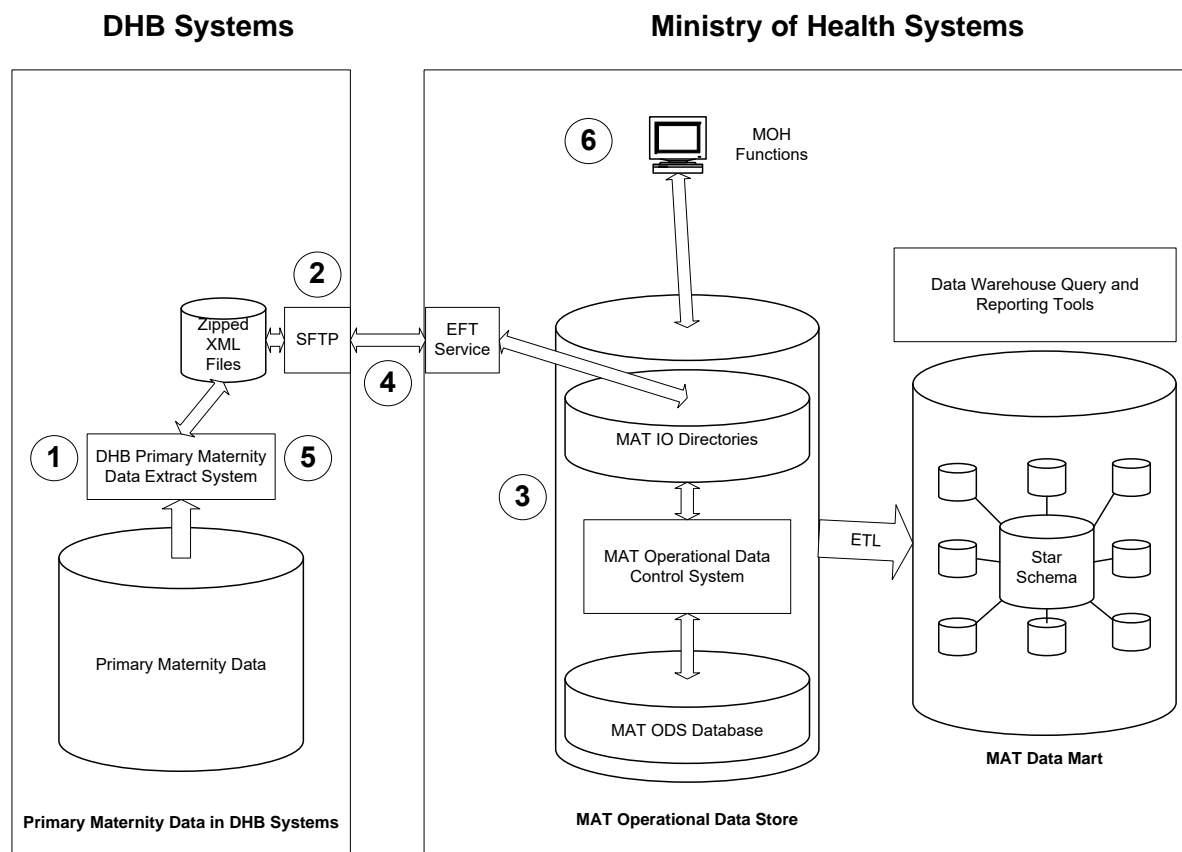 DHB Systems
Ministry of Health Systems
6
MOH
Functions
2
Data Warehouse Query and
Reporting Tools
Zipped
XML
Files
SFTP
EFT
Service
4
MAT IO Directories
1
DHB Primary Maternity
Data Extract System
5
3
MAT Operational Data
Control System
ETL
Star
Schema
Primary Maternity Data
MAT ODS Database
MAT Data Mart
Primary Maternity Data in DHB Systems
MAT Operational Data Store